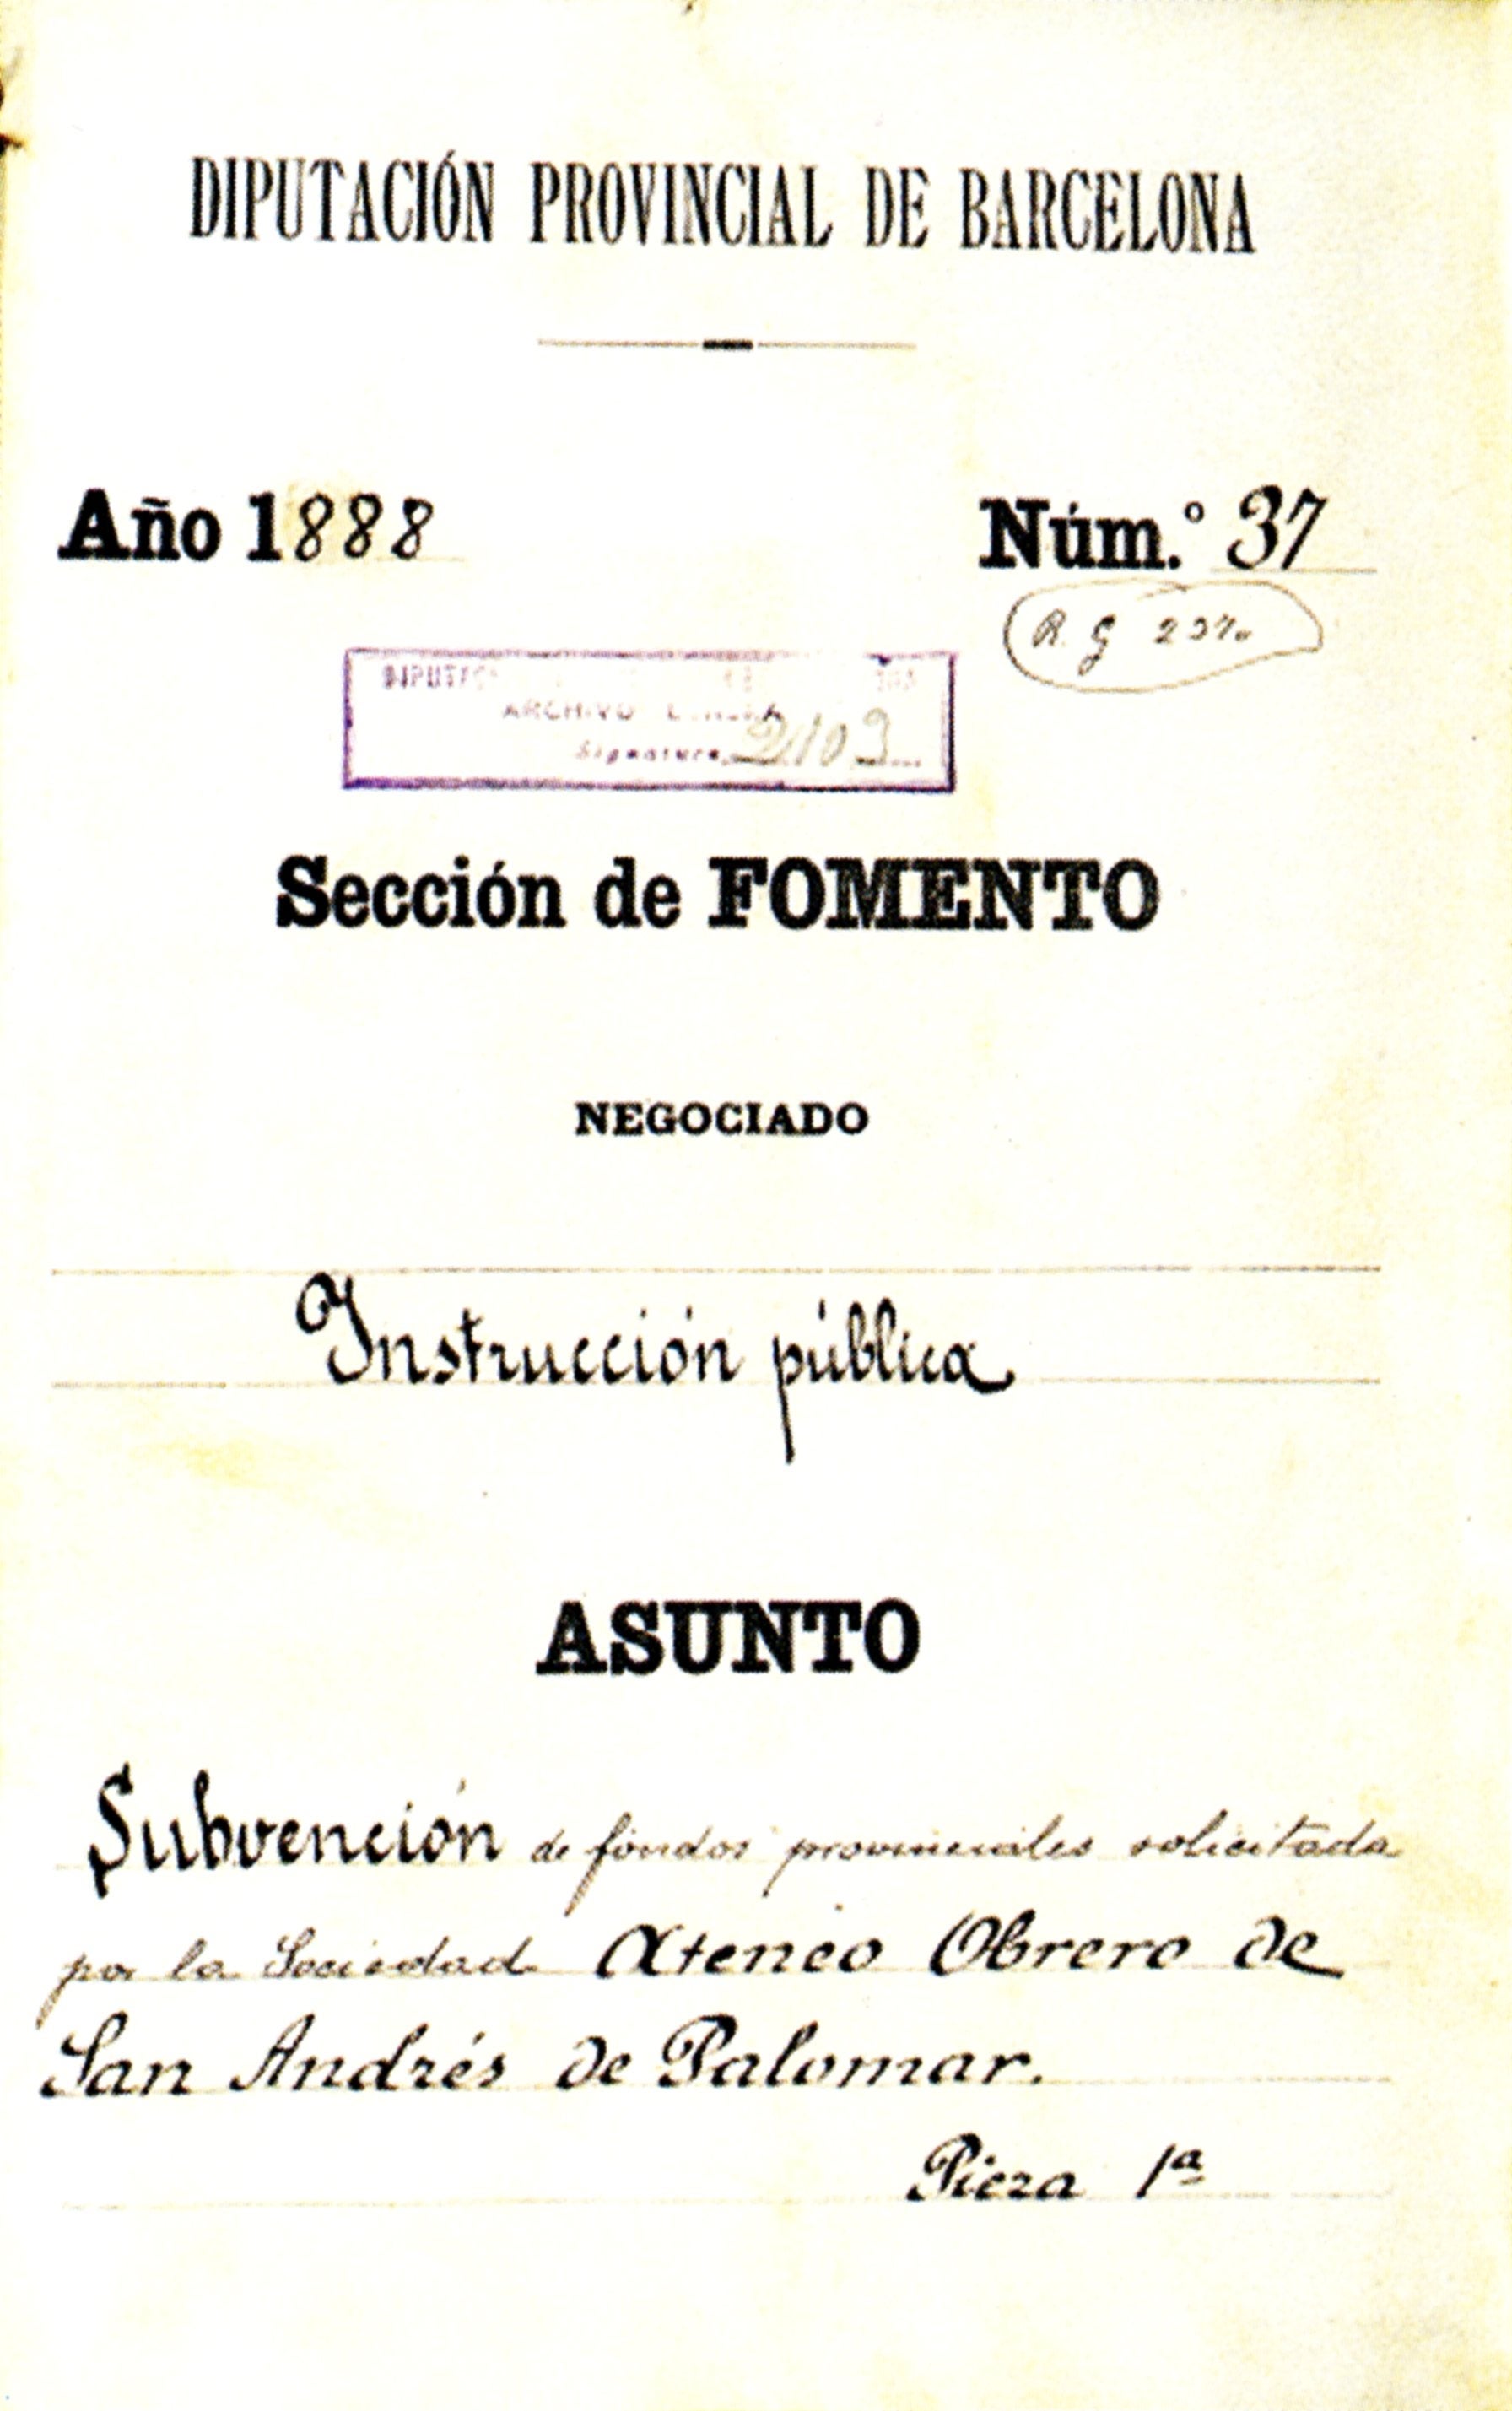 DIPUTACIÓN PROVINCIAL DE BARCELONA
Año 1888
Núm.º 37
R. G
ARCHIVO
Signatura 2103
Sección de FOMENTO
NEGOCIADO
Instrucción pública
ASUNTO
Subvención de fondos provinciales solicitada
por la Sociedad Ateneo Obrero de
San Andrés de Palomar.
Pieza 1ª